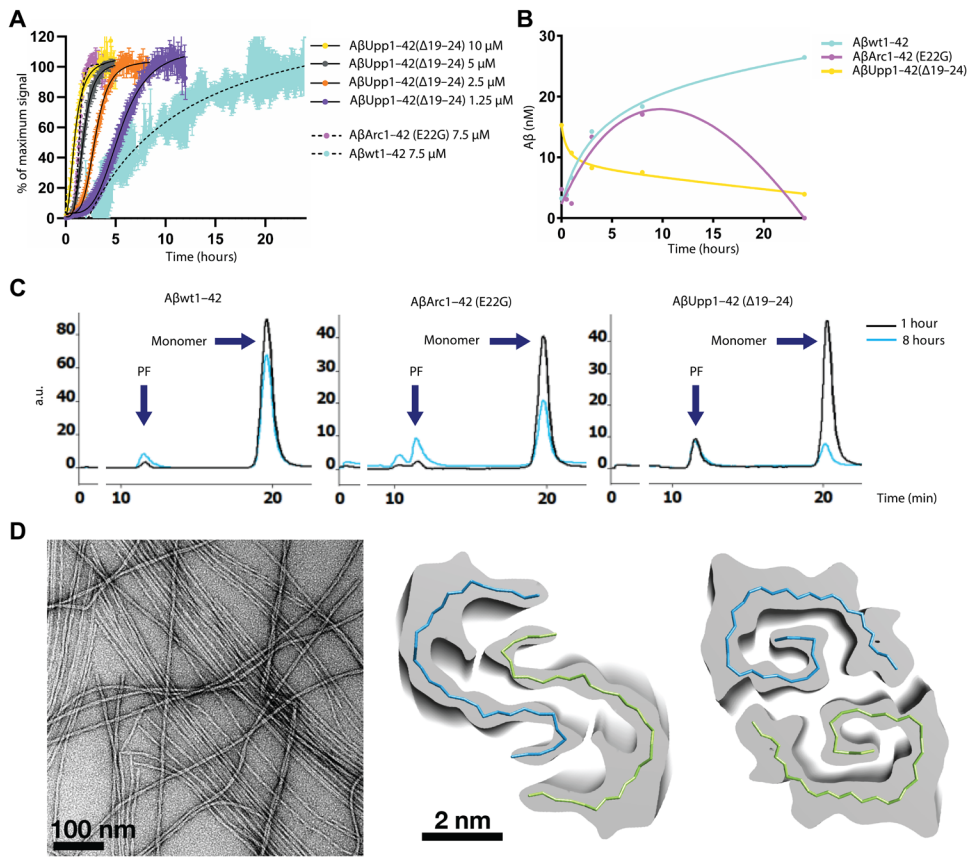 A
% of maximum signal
120
100
80
60
40
20
0
0
5
10
15
20
Time (hours)
AβUpp1–42(Δ19–24) 10 μM
AβUpp1–42(Δ19–24) 5 μM
AβUpp1–42(Δ19–24) 2.5 μM
AβUpp1–42(Δ19–24) 1.25 μM
AβArc1–42 (E22G) 7.5 μM
Aβwt1–42 7.5 μM
B
Aβ (nM)
30
20
10
0
0
5
10
15
20
Time (hours)
Aβwt1–42
AβArc1–42 (E22G)
AβUpp1–42(Δ19–24)
C
Aβwt1–42
a.u.
80
60
40
20
0
Monomer
PF
0
10
20
AβArc1–42 (E22G)
40
30
20
10
0
Monomer
PF
0
10
20
AβUpp1–42 (Δ19–24)
40
30
20
10
0
Monomer
PF
0
10
20
Time (min)
1 hour
8 hours
D
100 nm
2 nm